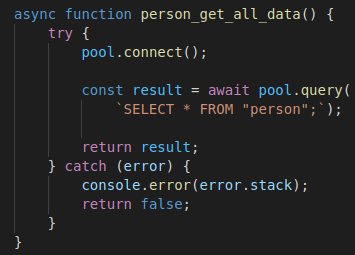 async function person_get_all_data() {
    try {
        pool.connect();

        const result = await pool.query(
            `SELECT * FROM "person";`);

        return result;
    } catch (error) {
        console.error(error.stack);
        return false;
    }
}